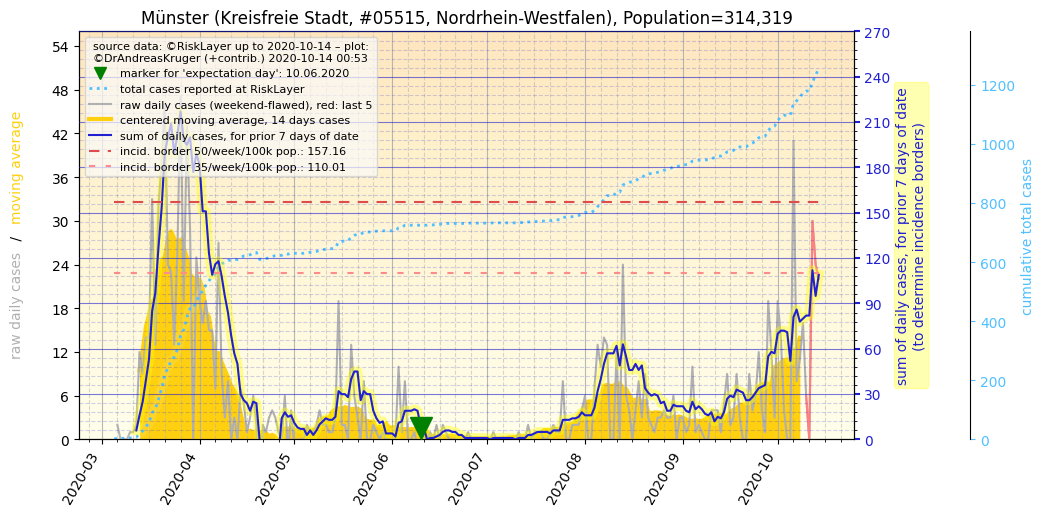 Münster (Kreisfreie Stadt, #05515, Nordrhein-Westfalen), Population=314,319
source data: ©RiskLayer up to 2020-10-14 – plot:
©DrAndreasKruger (+contrib.) 2020-10-14 00:53
marker for 'expectation day': 10.06.2020
total cases reported at RiskLayer
raw daily cases (weekend-flawed), red: last 5
centered moving average, 14 days cases
sum of daily cases, for prior 7 days of date
incid. border 50/week/100k pop.: 157.16
incid. border 35/week/100k pop.: 110.01
raw daily cases / moving average
54
48
42
36
30
24
18
12
6
0
2020-03
2020-04
2020-05
2020-06
2020-07
2020-08
2020-09
2020-10
270
240
210
180
150
120
90
60
30
0
sum of daily cases, for prior 7 days of date
(to determine incidence borders)
1200
1000
800
600
400
200
0
cumulative total cases